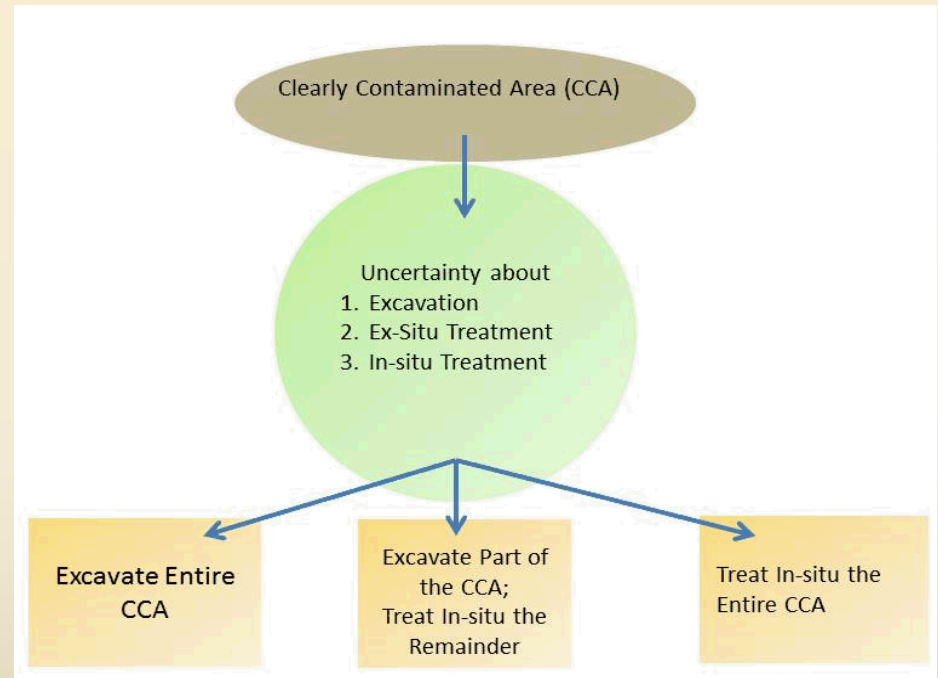 Clearly Contaminated Area (CCA)
Uncertainty about
1. Excavation
2. Ex-Situ Treatment
3. In-situ Treatment
Excavate Entire
CCA
Excavate Part of
the CCA;
Treat In-situ the
Remainder
Treat In-situ the
Entire CCA